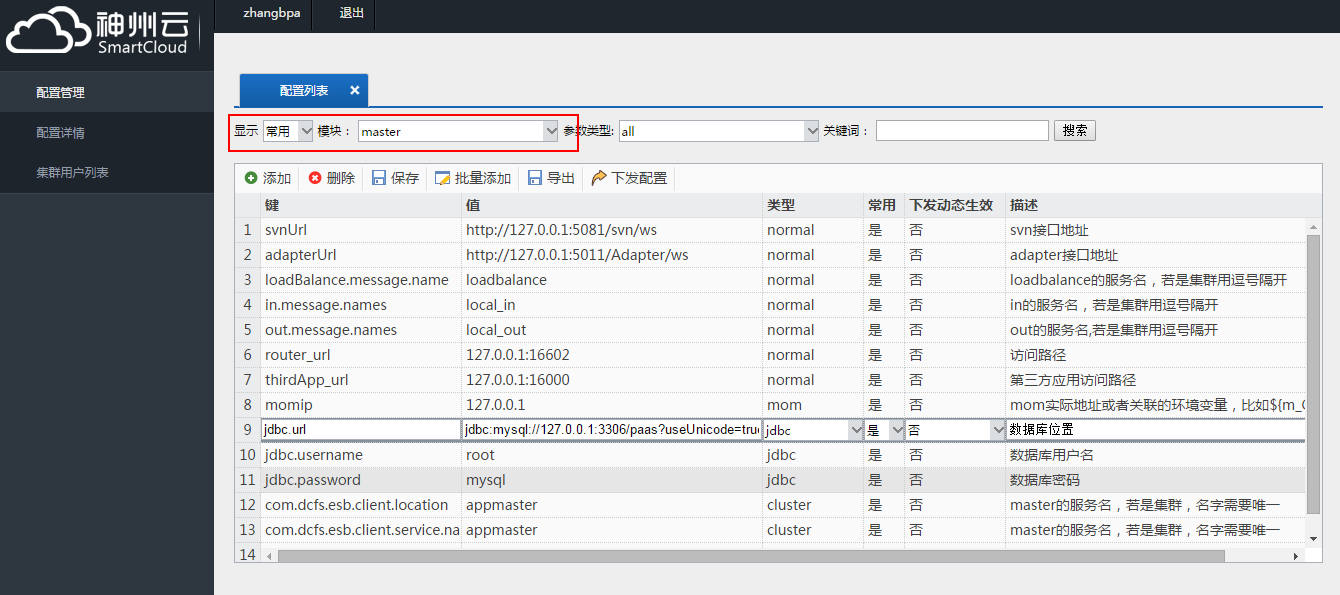 神州云
SmartCloud
zhangbpa 退出
配置管理
配置详情
集群用户列表
配置列表
显示 常用 模块： master 参数类型: all 关键词： 搜索
添加 删除 保存 批量添加 导出 下发配置
键 值 类型 常用 下发动态生效 描述
1 svnUrl http://127.0.0.1:5081/svn/ws normal 是 否 svn接口地址
2 adapterUrl http://127.0.0.1:5011/Adapter/ws normal 是 否 adapter接口地址
3 loadBalance.message.name loadbalance normal 是 否 loadbalance的服务名，若是集群用逗号隔开
4 in.message.names local_in normal 是 否 in的服务名，若是集群用逗号隔开
5 out.message.names local_out normal 是 否 out的服务名,若是集群用逗号隔开
6 router_url 127.0.0.1:16602 normal 是 否 访问路径
7 thirdApp_url 127.0.0.1:16000 normal 是 否 第三方应用访问路径
8 momip 127.0.0.1 mom 是 否 mom实际地址或者关联的环境变量，比如${m_
9 jdbc.url jdbc:mysql://127.0.0.1:3306/paas?useUnicode=true jdbc 是 否 数据库位置
10 jdbc.username root jdbc 是 否 数据库用户名
11 jdbc.password mysql jdbc 是 否 数据库密码
12 com.dcfs.esb.client.location appmaster cluster 是 否 master的服务名，若是集群，名字需要唯一
13 com.dcfs.esb.client.service.na appmaster cluster 是 否 master的服务名，若是集群，名字需要唯一
14